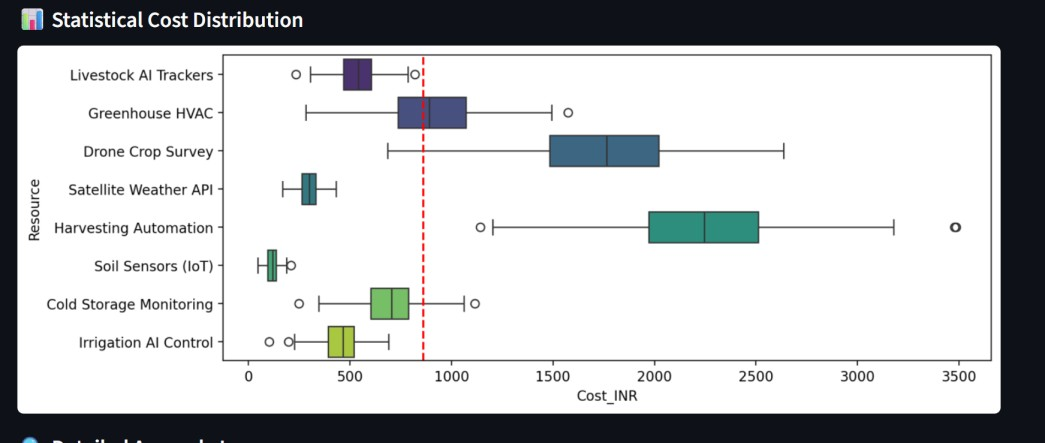 Statistical Cost Distribution
Livestock AI Trackers
Greenhouse HVAC
Drone Crop Survey
Satellite Weather API
Harvesting Automation
Soil Sensors (IoT)
Cold Storage Monitoring
Irrigation AI Control
Resource
0 500 1000 1500 2000 2500 3000 3500
Cost_INR